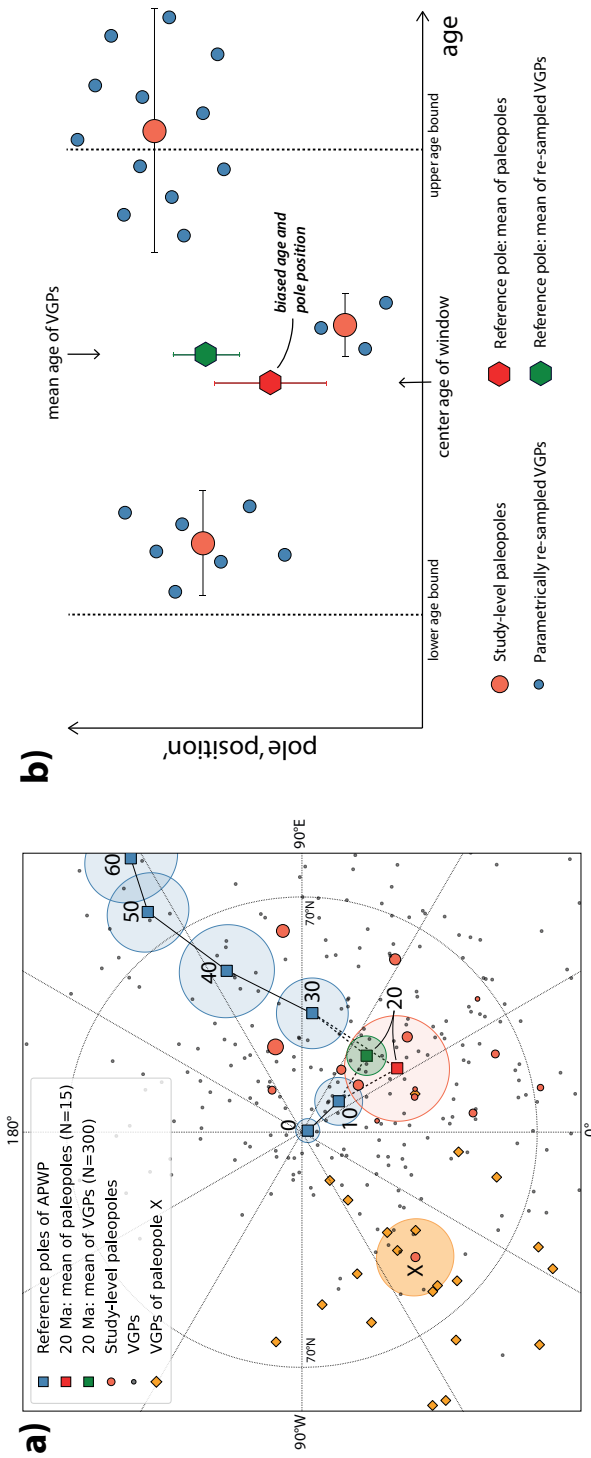 a)
180°
Reference poles of APWP
20 Ma: mean of paleopoles (N=15)
20 Ma: mean of VGPs (N=300)
Study-level paleopoles
VGPs
VGPs of paleopole X
60
50
40
30
20
10
0
X
70°N
70°N
90°W
90°E
0°
b)
mean age of VGPs
biased age and
pole position
pole 'position'
lower age bound
center age of window
upper age bound
age
Study-level paleopoles
Parametrically re-sampled VGPs
Reference pole: mean of paleopoles
Reference pole: mean of re-sampled VGPs